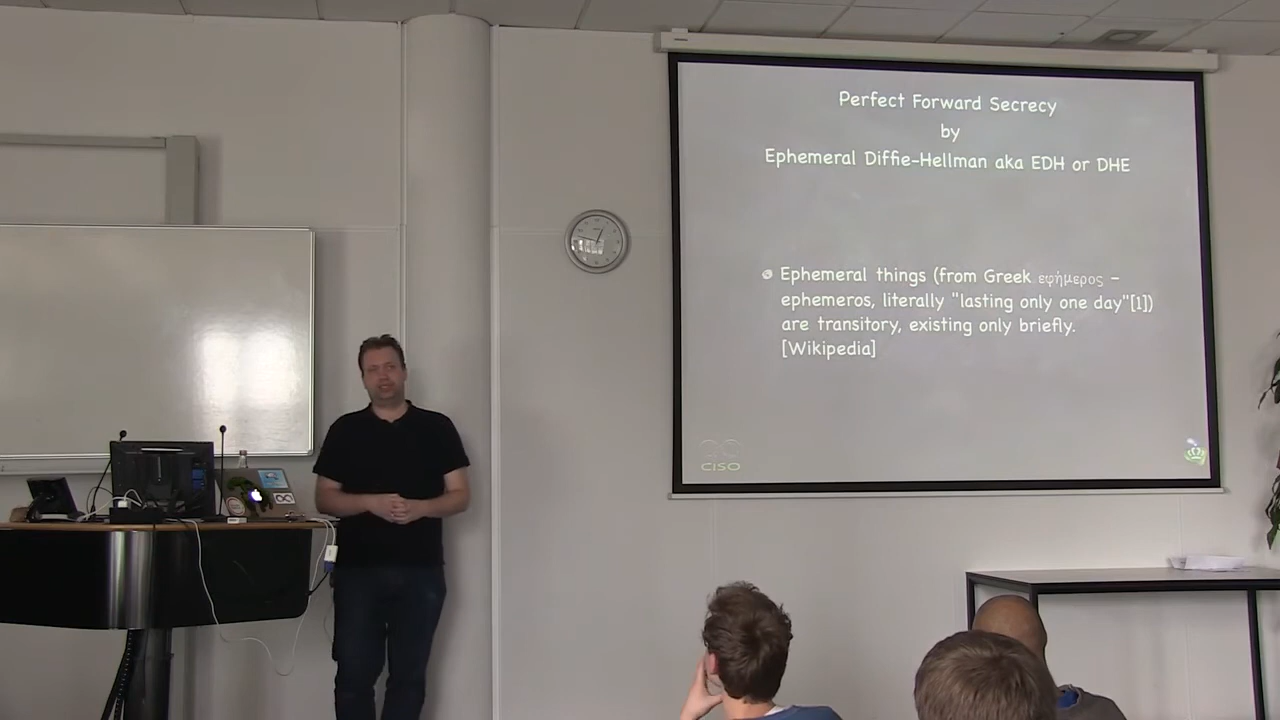 Perfect Forward Secrecy
by
Ephemeral Diffie-Hellman aka EDH or DHE
Ephemeral things (from Greek εφήμερος –
ephemeros, literally "lasting only one day"[1])
are transitory, existing only briefly.
[Wikipedia]
CISO